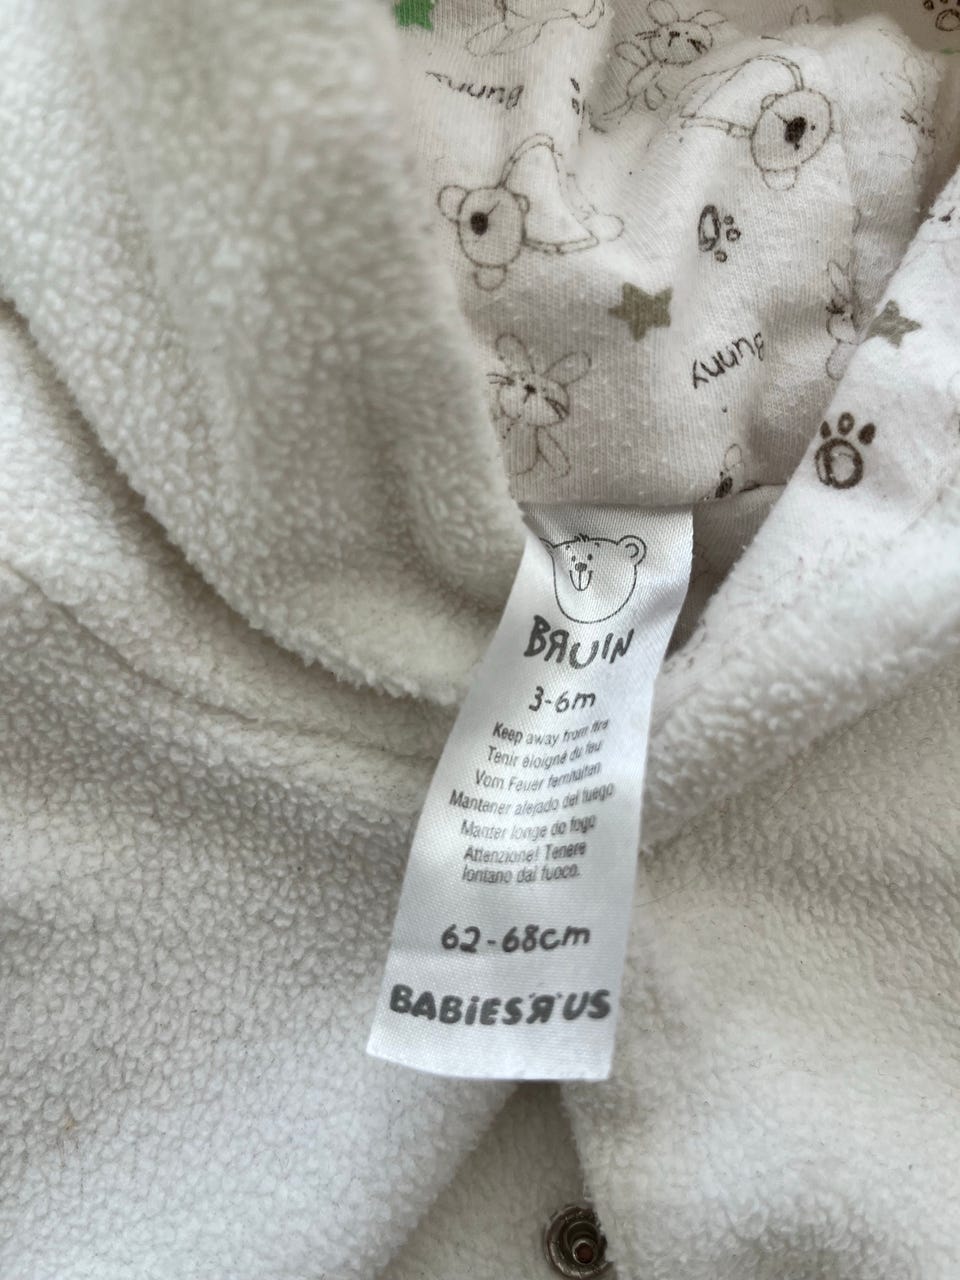 Bunny
Bunny
BRUIN
3-6m
Keep away from fire
Tenir éloigné du feu
Vom Feuer fernhalten
Mantener alejado del fuego
Manter longe do fogo
Attenzione! Tenere
lontano dal fuoco.
62-68cm
BABIES"R"US